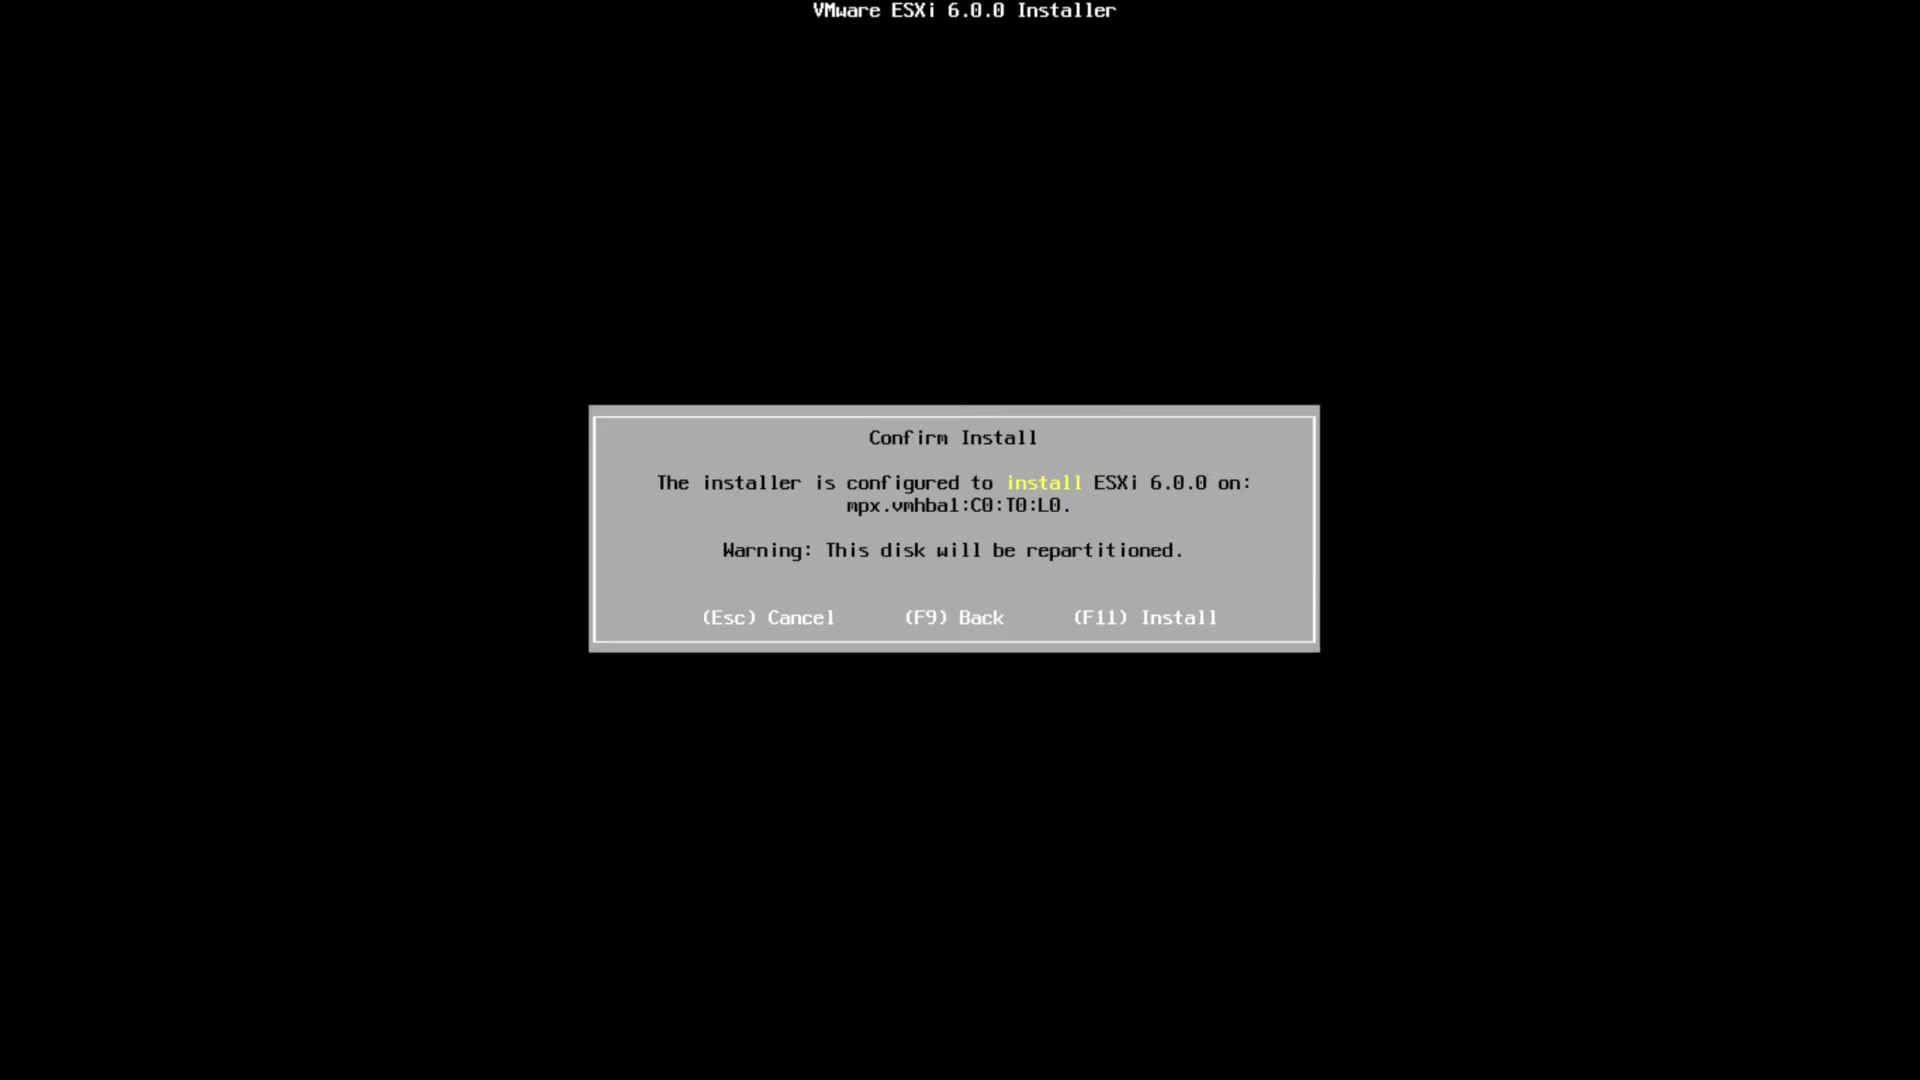 VMware ESXi 6.0.0 Installer
Confirm Install
The installer is configured to install ESXi 6.0.0 on:
mpx.vmhba1:C0:T0:L0.
Warning: This disk will be repartitioned.
(Esc) Cancel (F9) Back (F11) Install